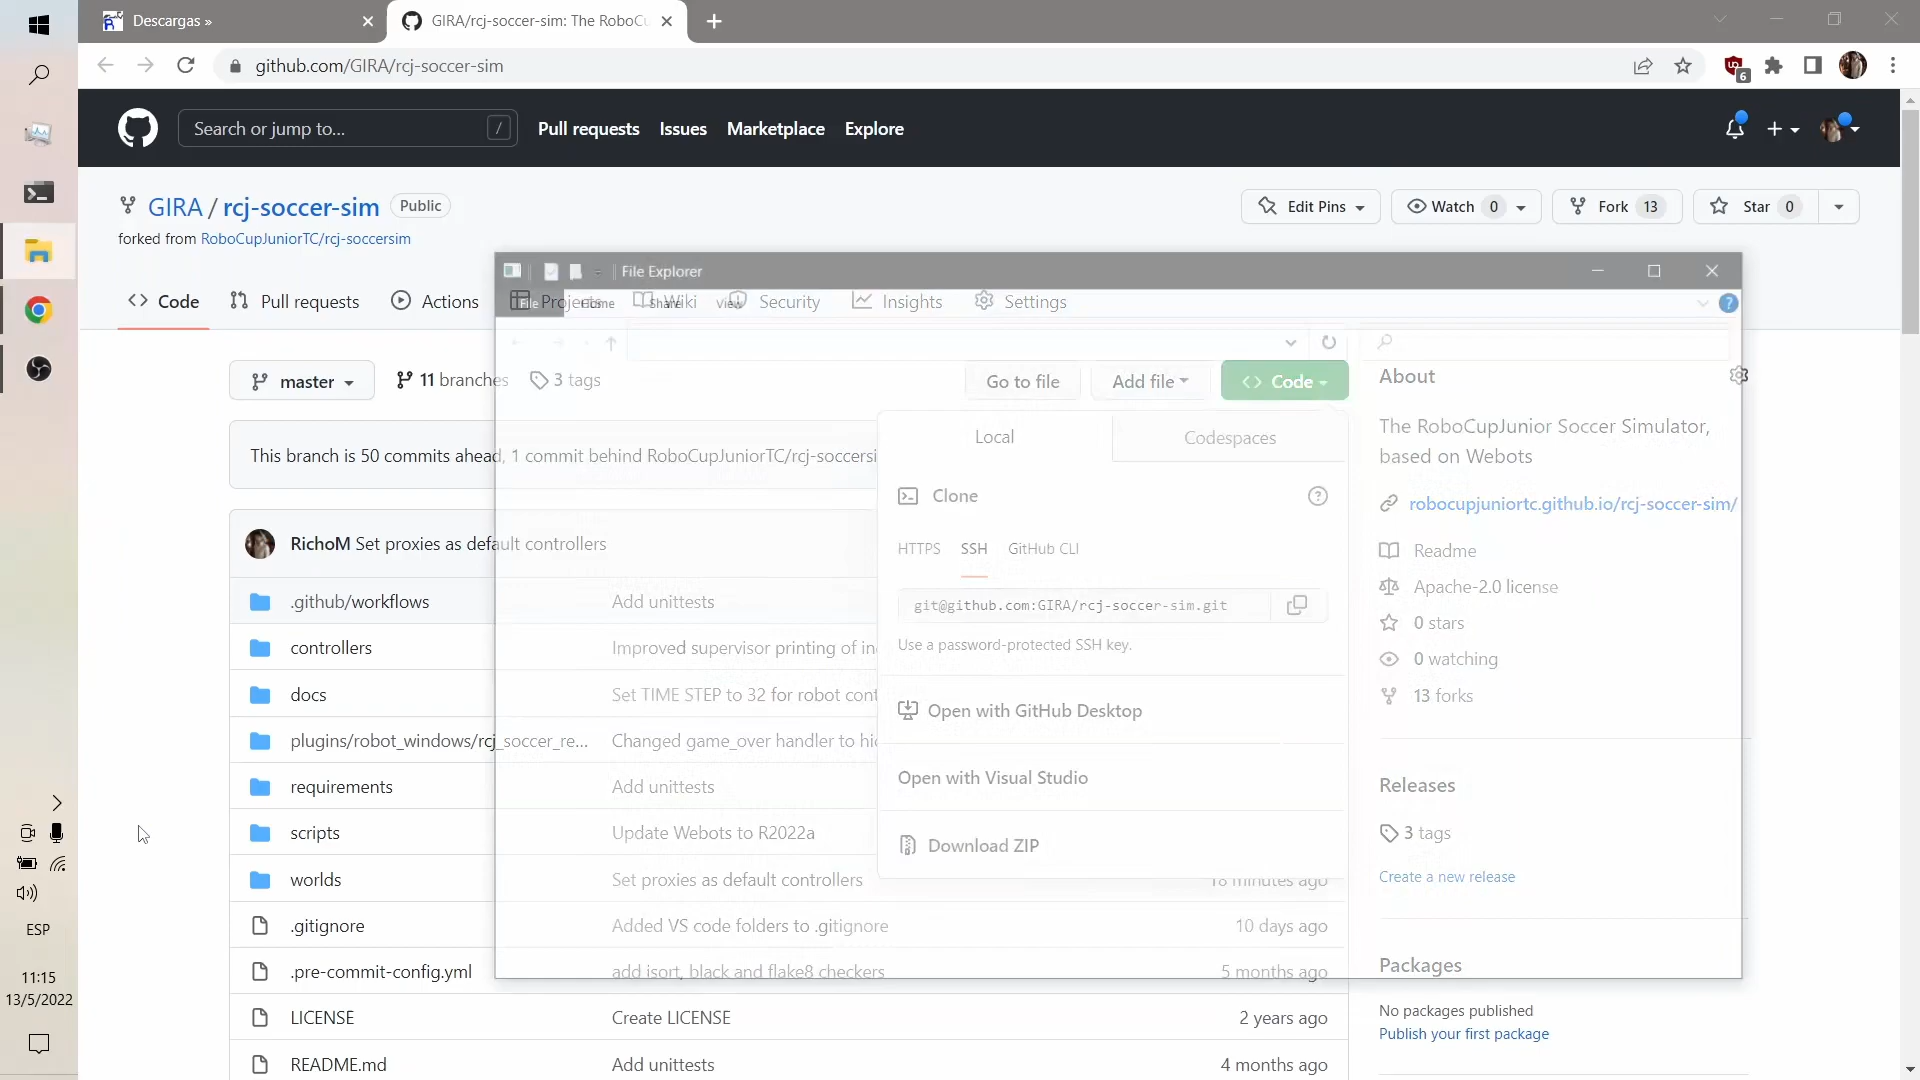 Descargas »
GIRA/rcj-soccer-sim: The RoboCu
github.com/GIRA/rcj-soccer-sim
6
Search or jump to...
/
Pull requests
Issues
Marketplace
Explore
GIRA / rcj-soccer-sim
Public
forked from RoboCupJuniorTC/rcj-soccersim
Edit Pins
Watch 0
Fork 13
Star 0
File Explorer
Code
Pull requests
Actions
Projects
Wiki
Security
Insights
Settings
File
Home
Share
View
master
11 branches
3 tags
Go to file
Add file
Code
This branch is 50 commits ahead, 1 commit behind RoboCupJuniorTC/rcj-soccersi
Local
Codespaces
Clone
HTTPS
SSH
GitHub CLI
git@github.com:GIRA/rcj-soccer-sim.git
Use a password-protected SSH key.
Open with GitHub Desktop
Open with Visual Studio
Download ZIP
RichoM Set proxies as default controllers
.github/workflows
Add unittests
controllers
Improved supervisor printing of in
docs
Set TIME STEP to 32 for robot cont
plugins/robot_windows/rcj_soccer_re...
Changed game_over handler to hi
requirements
Add unittests
scripts
Update Webots to R2022a
worlds
Set proxies as default controllers
18 minutes ago
.gitignore
Added VS code folders to .gitignore
10 days ago
.pre-commit-config.yml
add isort, black and flake8 checkers
5 months ago
LICENSE
Create LICENSE
2 years ago
README.md
Add unittests
4 months ago
About
The RoboCupJunior Soccer Simulator,
based on Webots
robocupjuniortc.github.io/rcj-soccer-sim/
Readme
Apache-2.0 license
0 stars
0 watching
13 forks
Releases
3 tags
Create a new release
Packages
No packages published
Publish your first package
ESP
11:15
13/5/2022